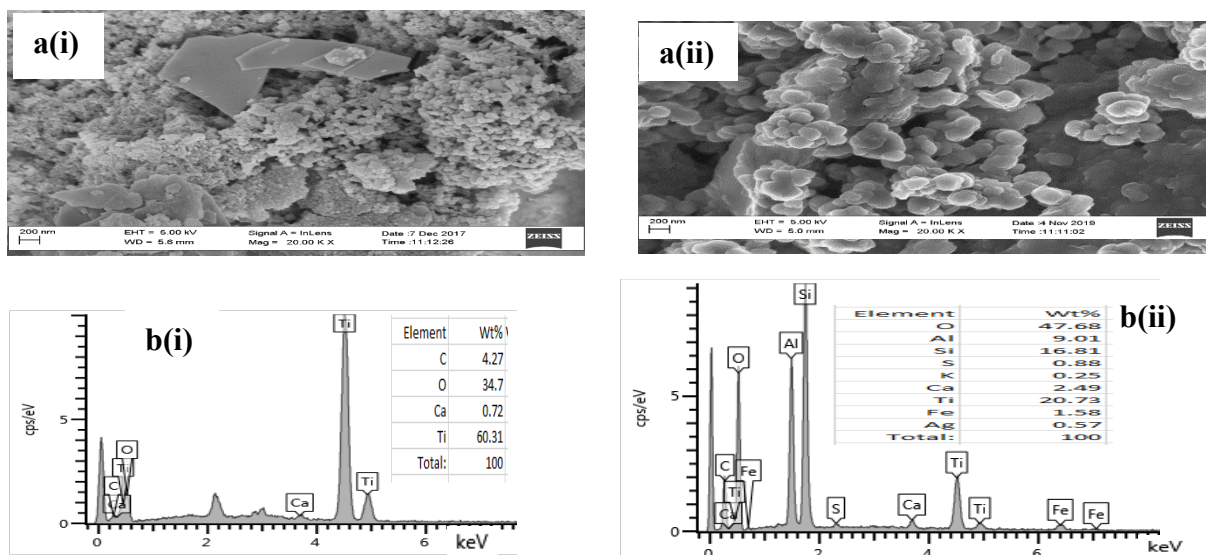 a(i)
200 nm
EHT = 5.00 kV
WD = 5.6 mm
Signal A = InLens
Mag = 20.00 K X
Date :7 Dec 2017
Time :11:12:26
ZEISS
a(ii)
200 nm
EHT = 5.00 kV
WD = 5.0 mm
Signal A = InLens
Mag = 20.00 K X
Date :4 Nov 2019
Time :11:11:02
ZEISS
b(i)
cps/eV
5
0
0 2 4 6 keV
C
Ca
Ti
O
Ca
Ti
Ti
Element Wt%
C 4.27
O 34.7
Ca 0.72
Ti 60.31
Total: 100
b(ii)
cps/eV
5
0
0 2 4 6 keV
C
Ca
Ti
O
Fe
Al
Si
S
Ca
Ti
Ti
Fe
Fe
Element Wt%
O 47.68
Al 9.01
Si 16.81
S 0.88
K 0.25
Ca 2.49
Ti 20.73
Fe 1.58
Ag 0.57
Total: 100